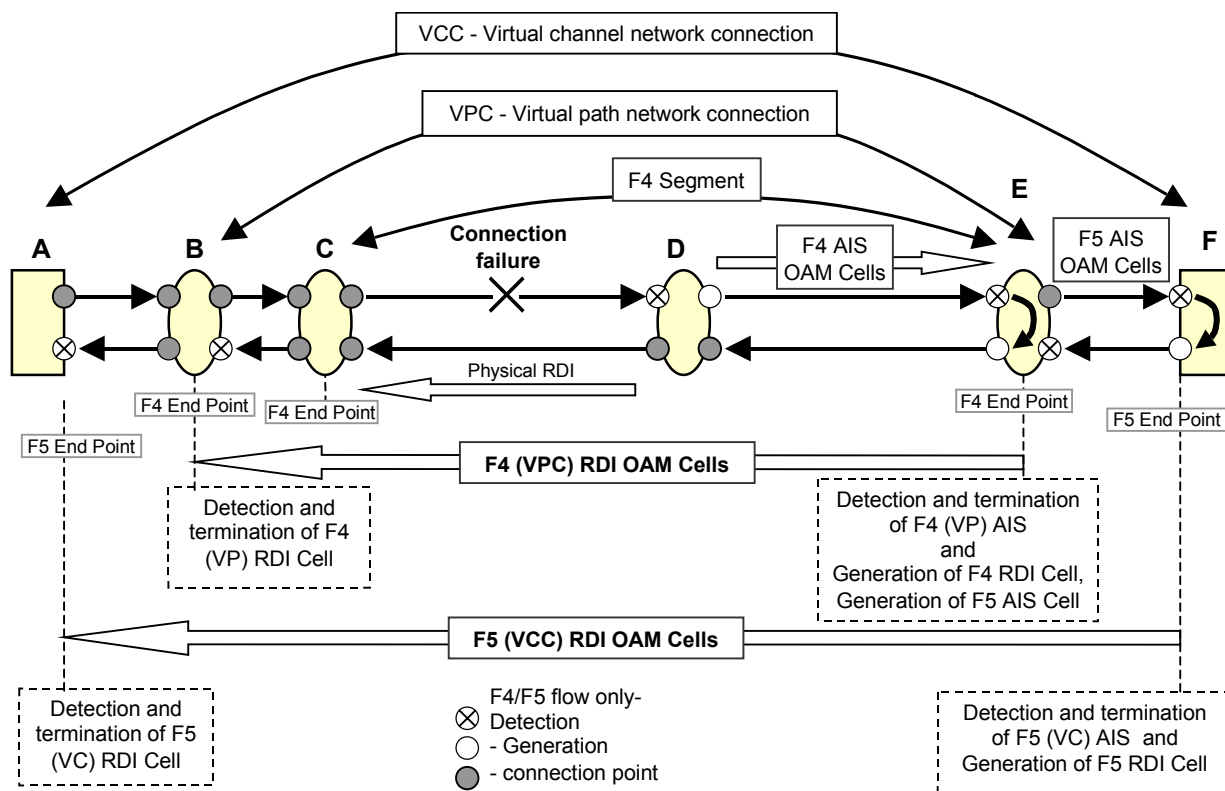 VCC - Virtual channel network connection
VPC - Virtual path network connection
F4 Segment
E
A
B
C
Connection
failure
D
F4 AIS
OAM Cells
F5 AIS
OAM Cells
F
Physical RDI
F4 End Point
F4 End Point
F4 End Point
F5 End Point
F5 End Point
F4 (VPC) RDI OAM Cells
Detection and
termination of F4
(VP) RDI Cell
Detection and termination
of F4 (VP) AIS
and
Generation of F4 RDI Cell,
Generation of F5 AIS Cell
F5 (VCC) RDI OAM Cells
Detection and
termination of F5
(VC) RDI Cell
F4/F5 flow only-
Detection
- Generation
- connection point
Detection and termination
of F5 (VC) AIS and
Generation of F5 RDI Cell